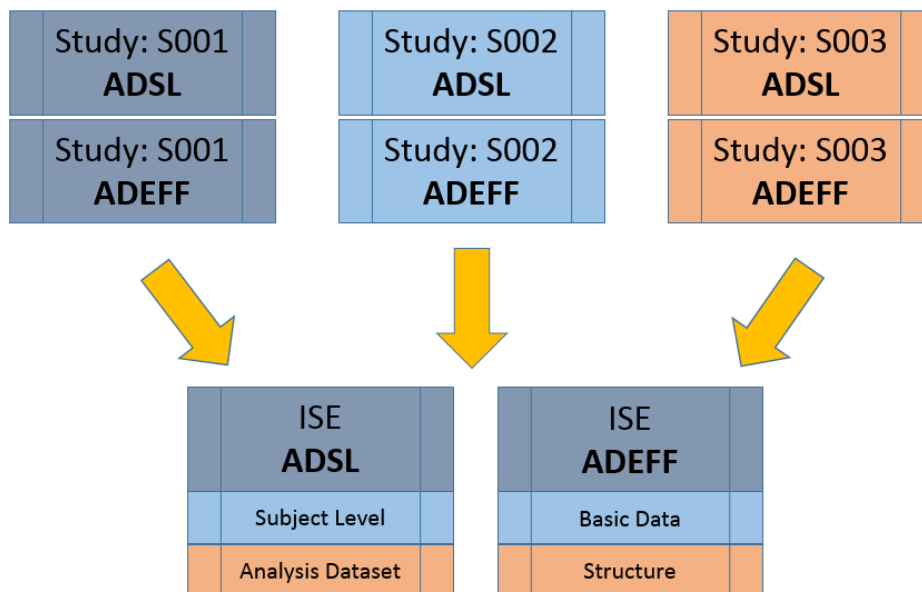 Study: S001
ADSL
Study: S001
ADEFF
Study: S002
ADSL
Study: S002
ADEFF
Study: S003
ADSL
Study: S003
ADEFF
ISE
ADSL
Subject Level
Analysis Dataset
ISE
ADEFF
Basic Data
Structure